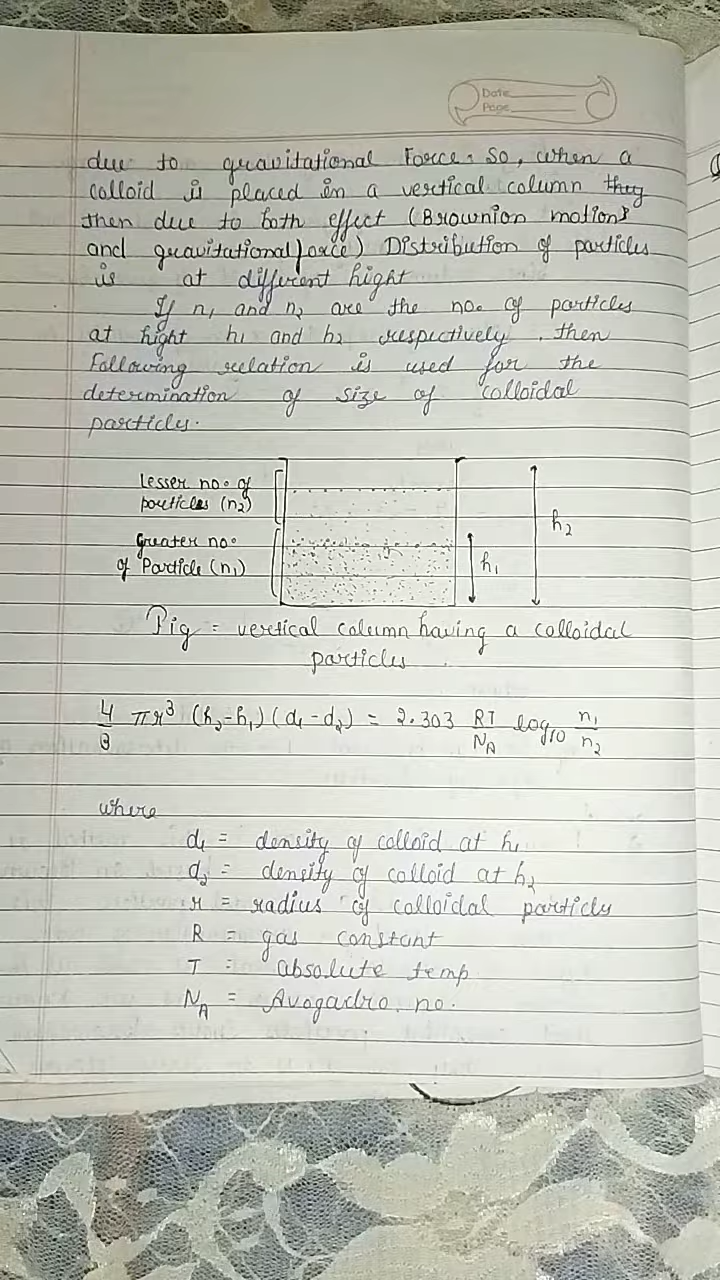 Date
Page
due to gravitational Force. So, when a
colloid is placed in a vertical column they
then due to both effect (Brownion motion
and gravitational force) Distribution of particles
is at different hight
If n₁ and n₂ are the no. of particles
at hight h₁ and h₂ respectively, then
Following relation is used for the
determination of size of colloidal
particles.
Lesser no. of
particles (n₂)
Greater no.
of Particle (n₁)
h₁
h₂
Fig = vertical column having a colloidal
particles
4/3 πr³ (h₂-h₁) (d₁-d₂) = 2.303 RT/N_A log₁₀ n₁/n₂
where
d₁ = density of colloid at h₁
d₂ = density of colloid at h₂
r = radius of colloidal particly
R = gas constant
T = absolute temp
N_A = Avogadro. no.